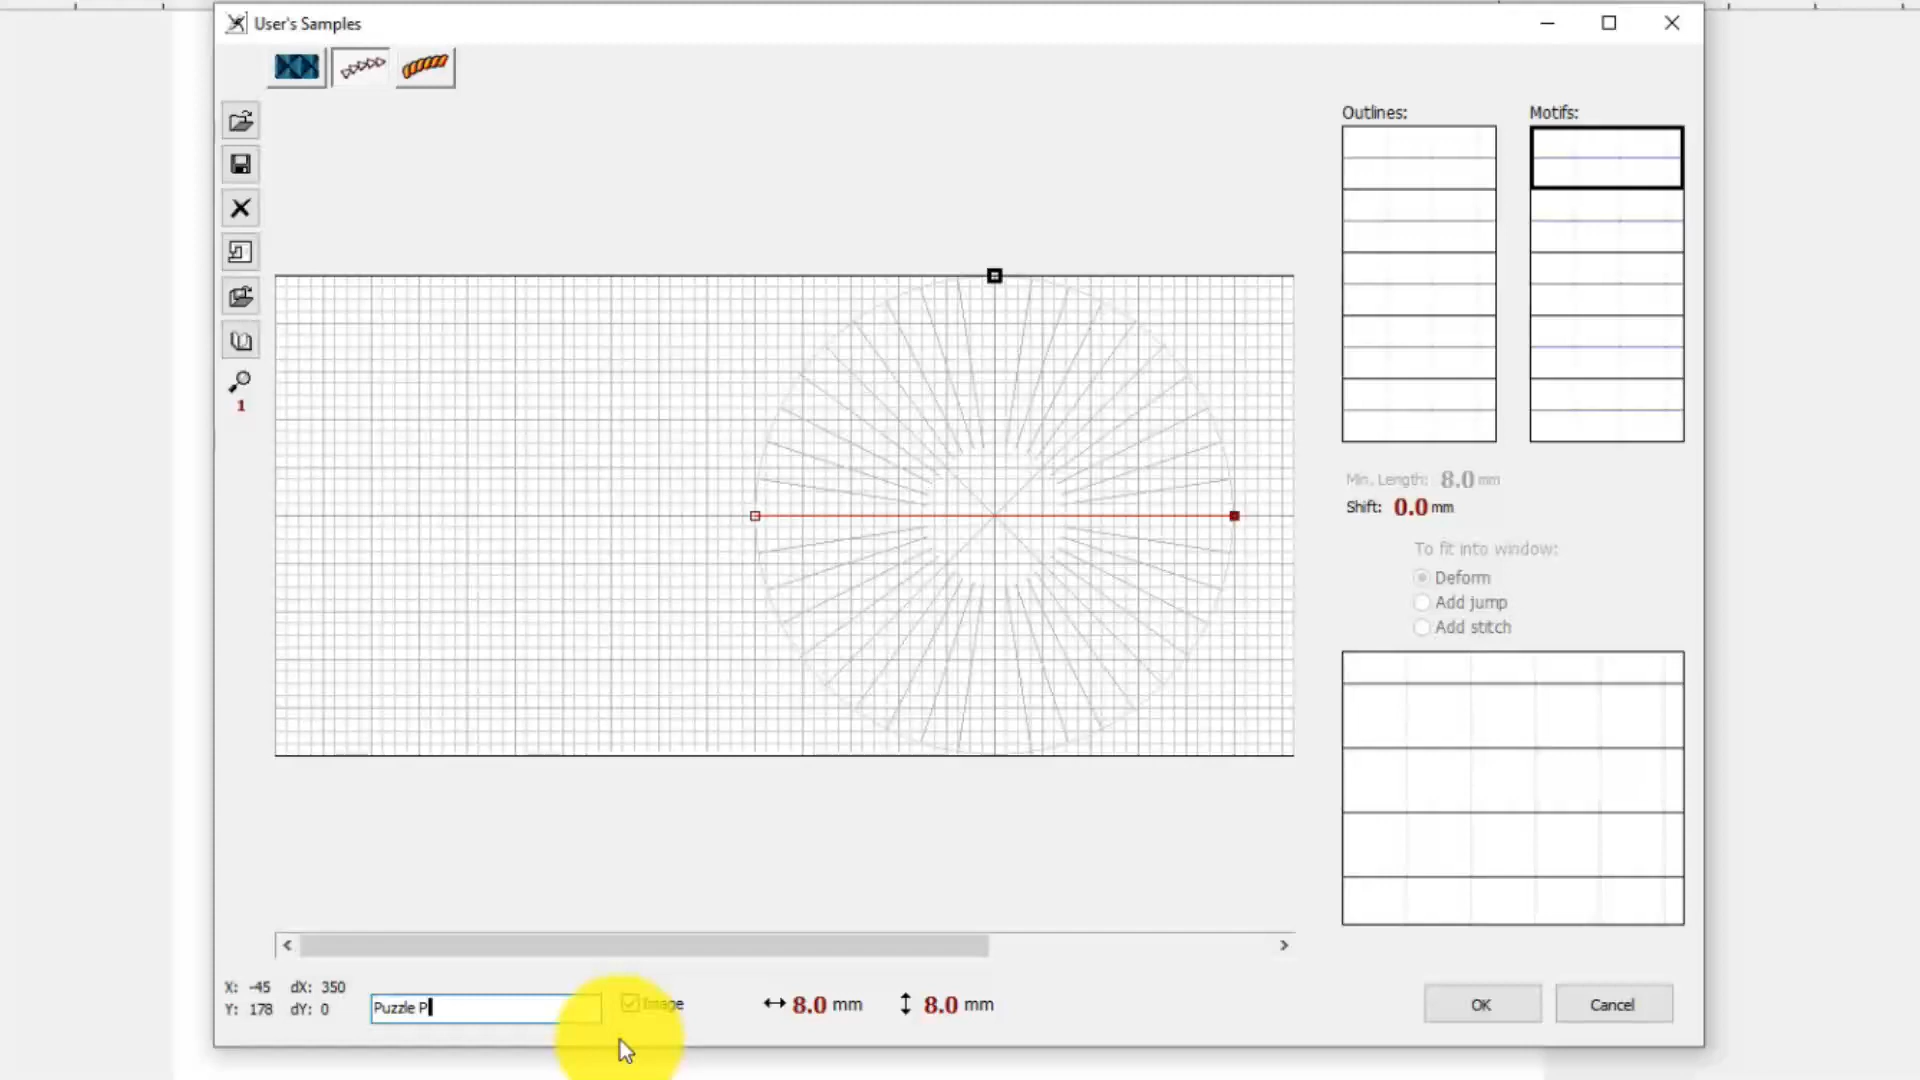 User's Samples
Outlines:
Motifs:
1
Min. Length: 8.0 mm
Shift: 0.0 mm
To fit into window:
Deform
Add jump
Add stitch
X: -45 dX: 350
Y: 178 dY: 0
Puzzle P
Image
8.0 mm
8.0 mm
OK
Cancel